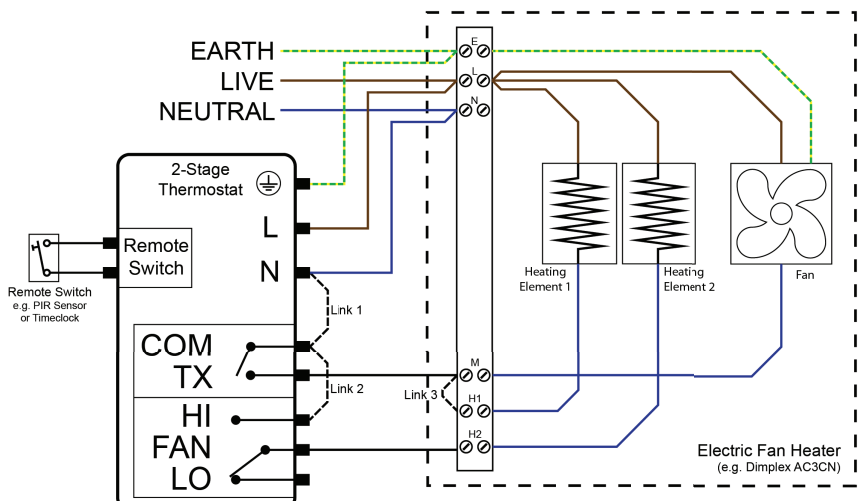 EARTH
LIVE
NEUTRAL
E
L
N
2-Stage
Thermostat
L
N
Remote
Switch
Remote Switch
e.g. PIR Sensor
or Timeclock
Link 1
COM
TX
Link 2
HI
FAN
LO
Link 3
M
H1
H2
Heating
Element 1
Heating
Element 2
Fan
Electric Fan Heater
(e.g. Dimplex AC3CN)